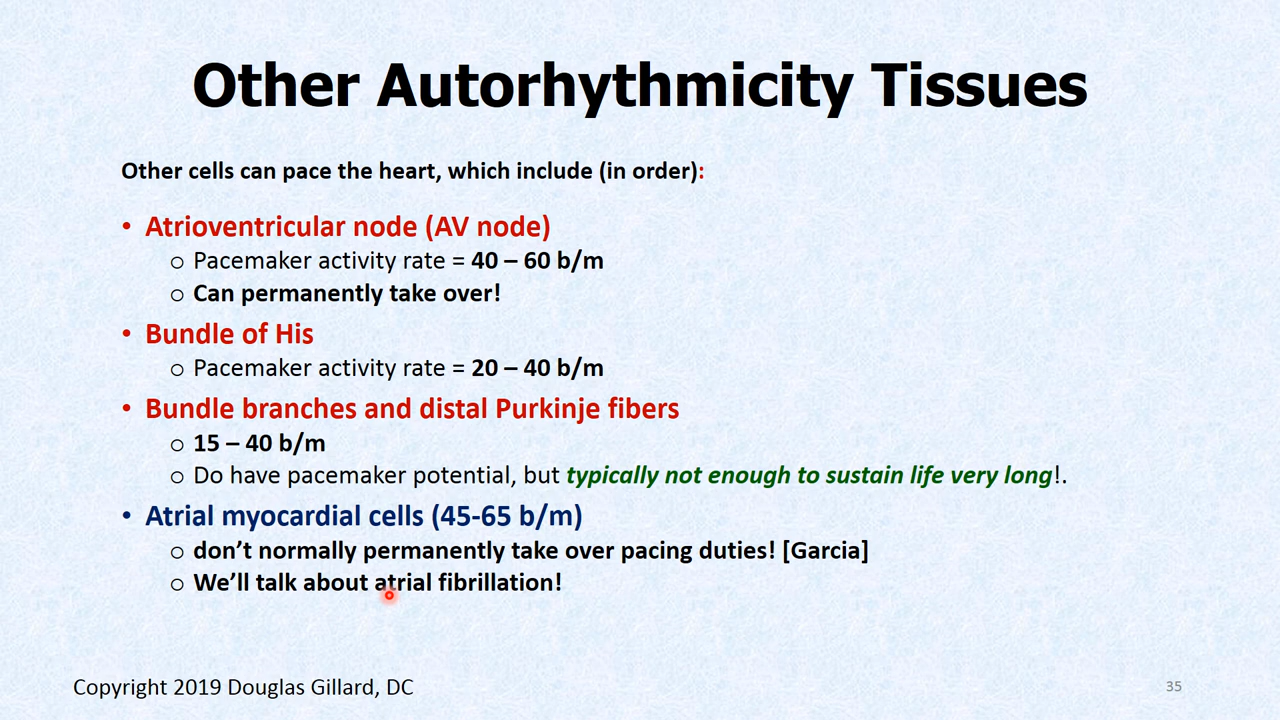 Other Autorhythmicity Tissues
Other cells can pace the heart, which include (in order):
• Atrioventricular node (AV node)
o Pacemaker activity rate = 40 – 60 b/m
o Can permanently take over!
• Bundle of His
o Pacemaker activity rate = 20 – 40 b/m
• Bundle branches and distal Purkinje fibers
o 15 – 40 b/m
o Do have pacemaker potential, but typically not enough to sustain life very long!.
• Atrial myocardial cells (45-65 b/m)
o don’t normally permanently take over pacing duties! [Garcia]
o We’ll talk about atrial fibrillation!
Copyright 2019 Douglas Gillard, DC
35